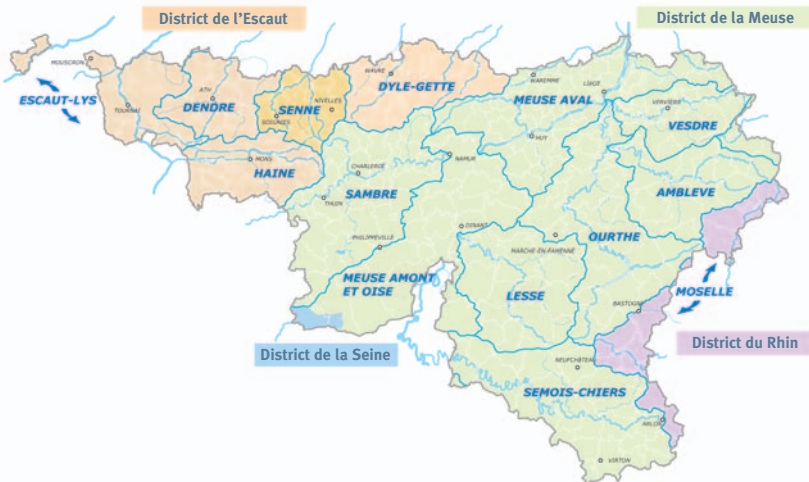 District de l'Escaut
District de la Meuse
MOUSCRON
ESCAUT-LYS
TOURNAI
ATH
DENDRE
SENNE
SOIGNIES
NIVELLES
WAVRE
DYLE-GETTE
WAREMME
LIEGE
MEUSE AVAL
VERVIERS
VESDRE
HUY
MONS
HAINE
CHARLEROI
NAMUR
SAMBRE
THUIN
AMBLEVE
DINANT
OURTHE
PHILIPPEVILLE
MARCHE-EN-FAMENNE
MEUSE AMONT
ET OISE
LESSE
MOSELLE
BASTOGNE
District de la Seine
District du Rhin
NEUFCHÂTEAU
SEMOIS-CHIERS
ARLON
VIRTON